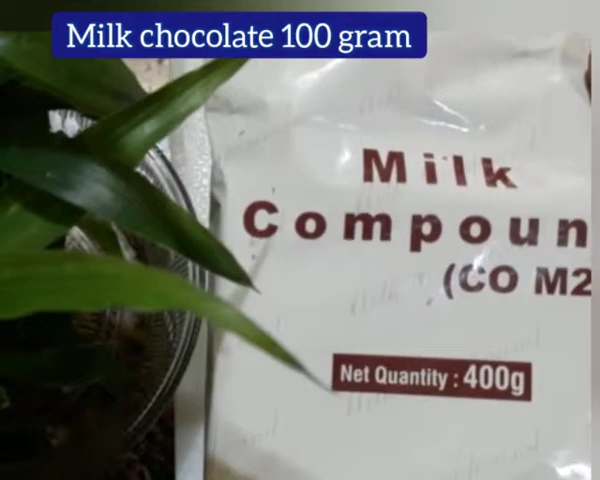 Milk chocolate 100 gram
Milk
Compoun
(CO M2
Net Quantity : 400g